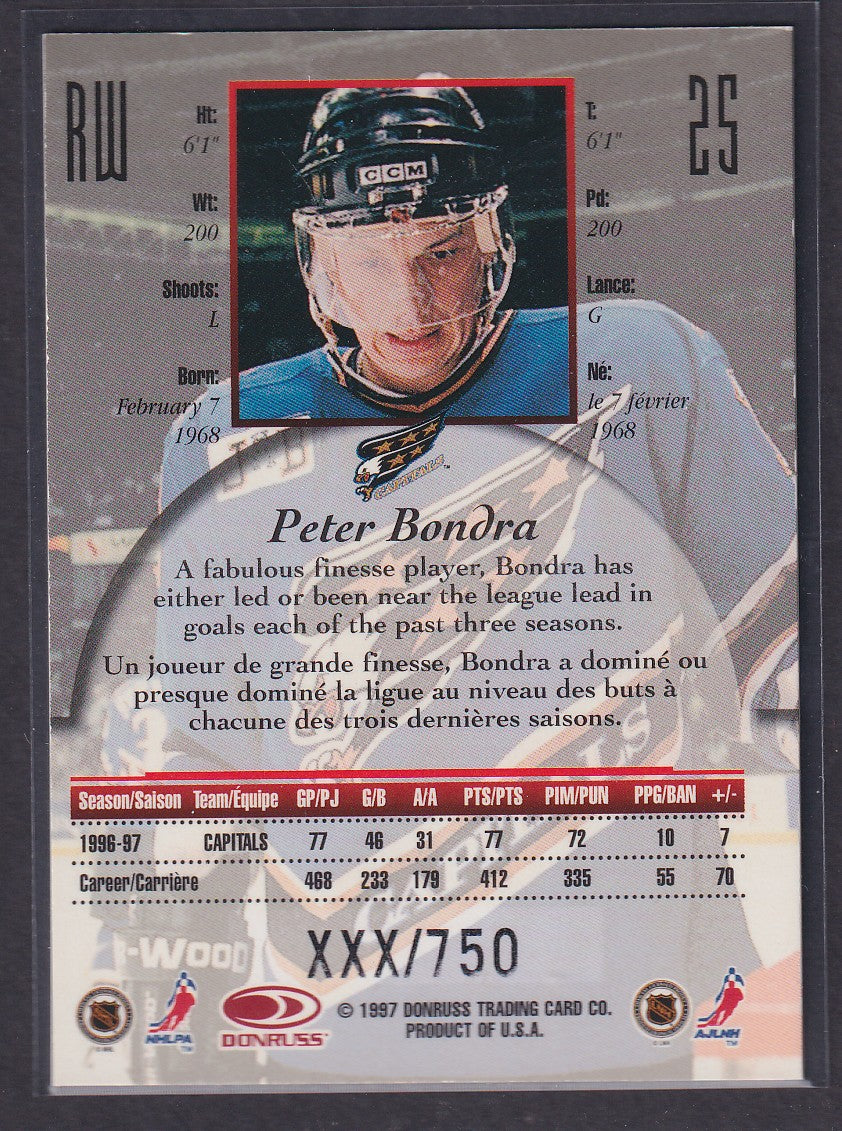 RW
25
Ht:
6'1"
Wt:
200
Shoots:
L
Born:
February 7
1968
CCM
T:
6'1"
Pd:
200
Lance:
G
Né:
le 7 février
1968
CAPITALS™
Peter Bondra
A fabulous finesse player, Bondra has
either led or been near the league lead in
goals each of the past three seasons.
Un joueur de grande finesse, Bondra a dominé ou
presque dominé la ligue au niveau des buts à
chacune des trois dernières saisons.
Season/Saison Team/Équipe GP/PJ G/B A/A PTS/PTS PIM/PUN PPG/BAN +/-
1996-97 CAPITALS 77 46 31 77 72 10 7
Career/Carrière 468 233 179 412 335 55 70
-WOOD
XXX/750
NHLPA™
DONRUSS
© 1997 DONRUSS TRADING CARD CO.
PRODUCT OF U.S.A.
AJLNH™